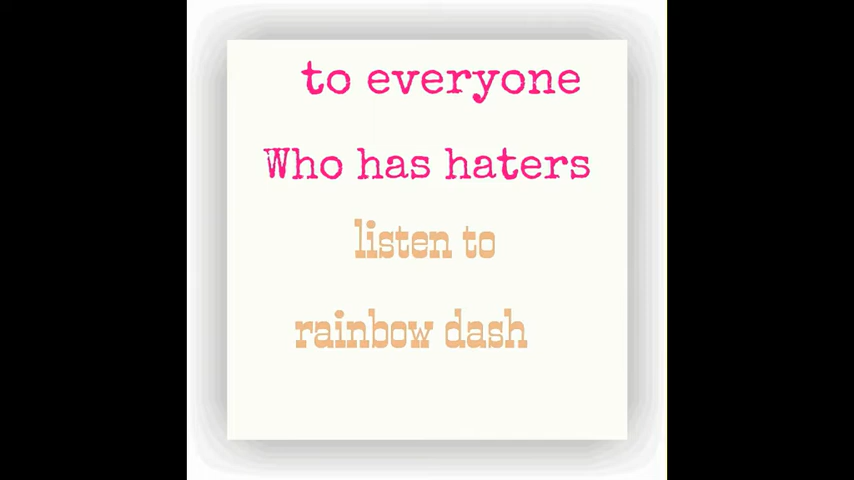 to everyone
Who has haters
listen to
rainbow dash